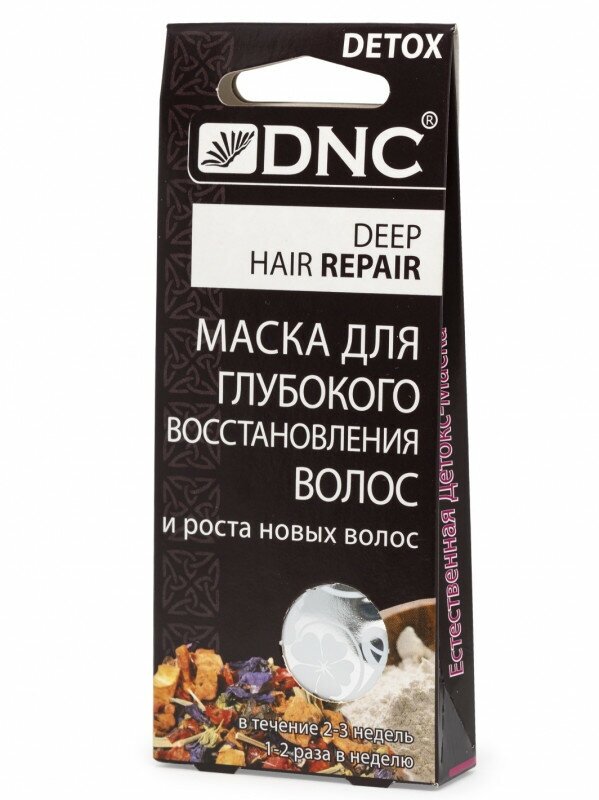 DETOX
DNC®
DEEP
HAIR REPAIR
МАСКА ДЛЯ
ГЛУБОКОГО
ВОССТАНОВЛЕНИЯ
ВОЛОС
и роста новых волос
в течение 2-3 недель
1-2 раза в неделю
Естественная Детокс-Маска